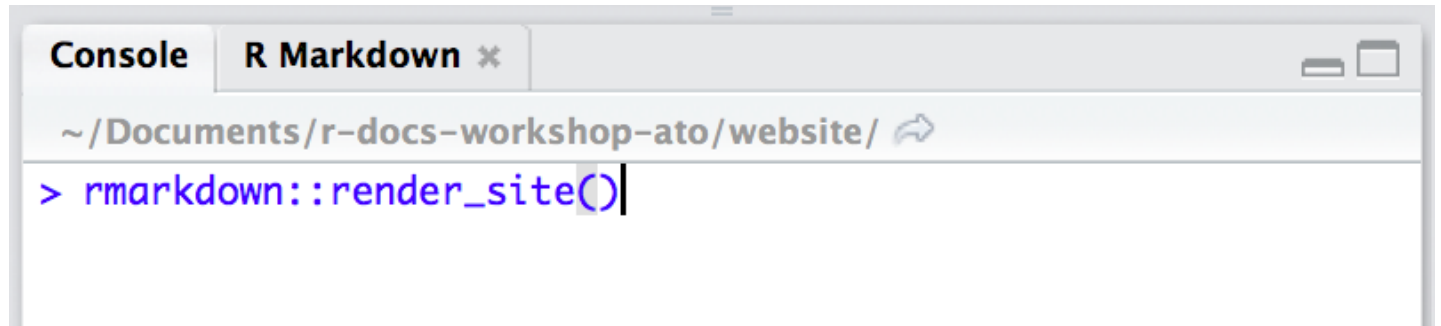 Console R Markdown
~/Documents/r-docs-workshop-ato/website/
> rmarkdown::render_site()